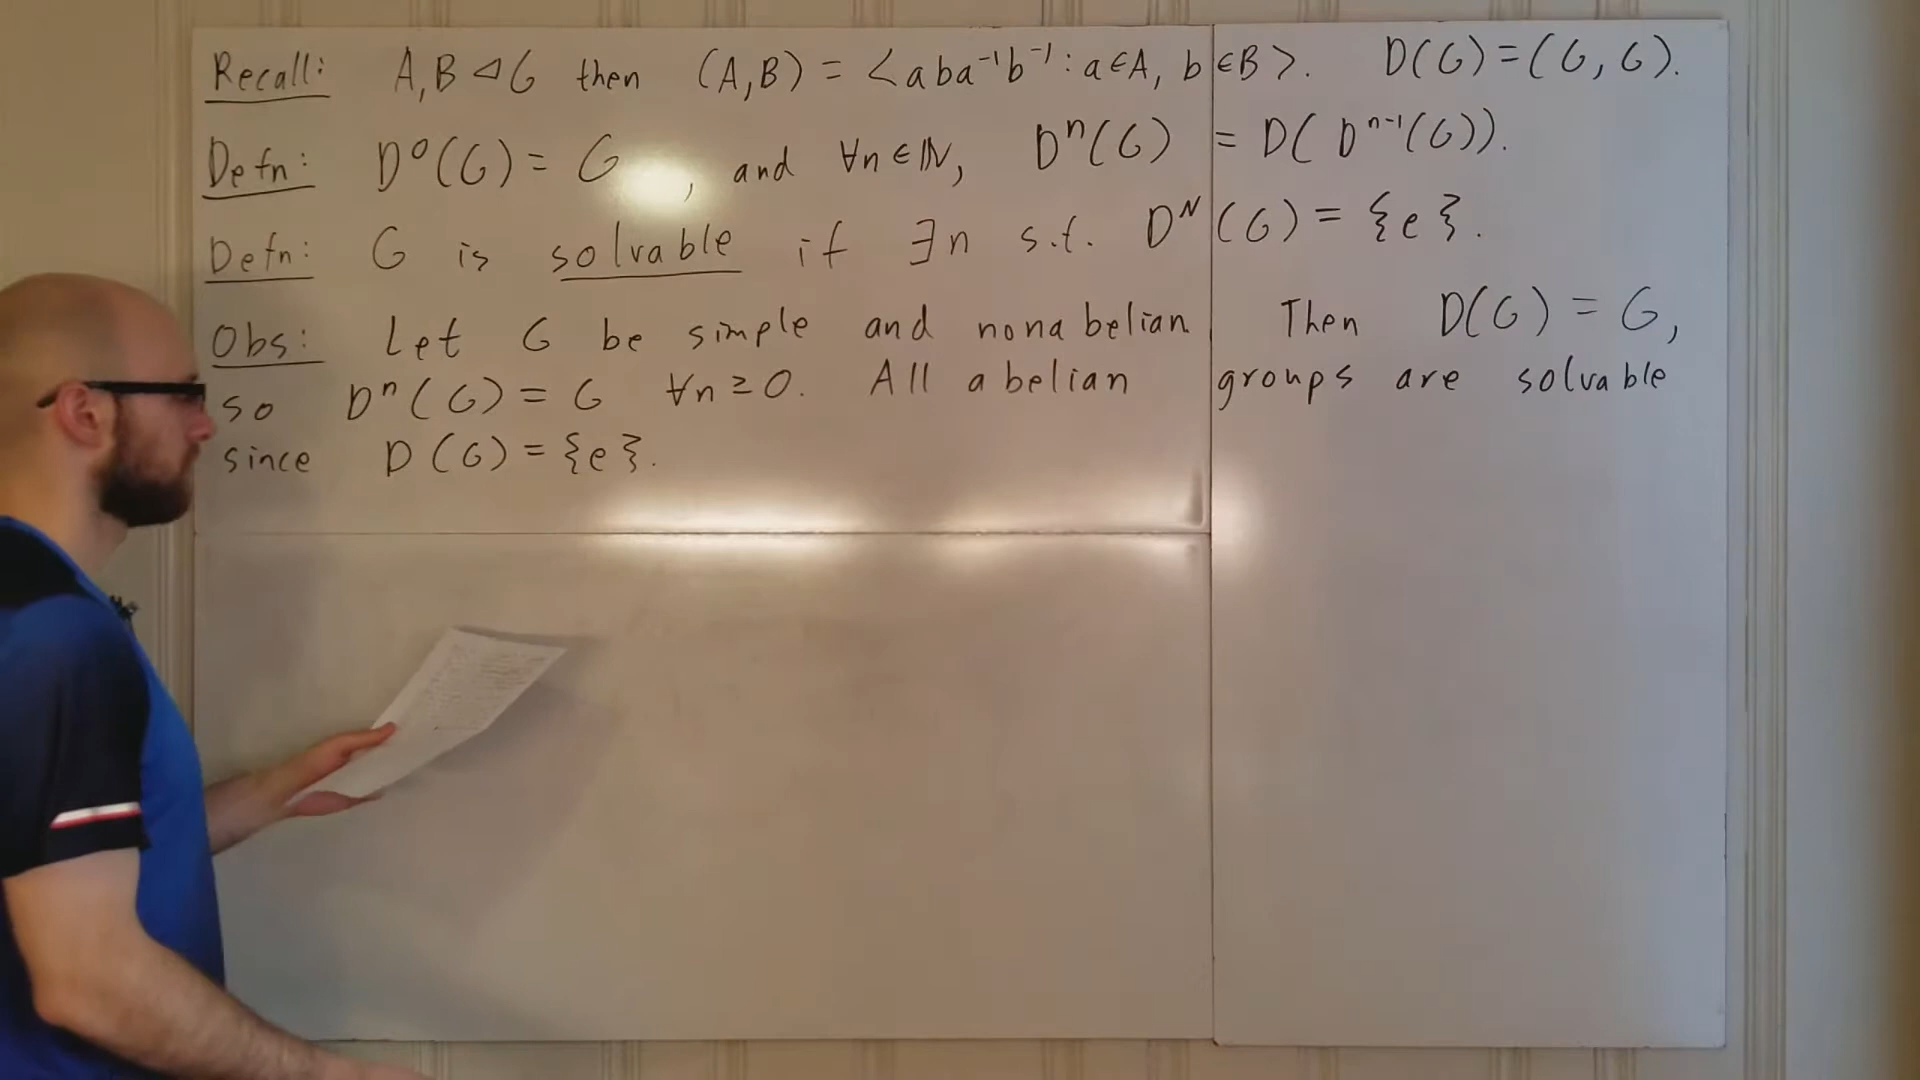 Recall: A,B ⊲ G then (A,B) = <aba⁻¹b⁻¹ : a∈A, b∈B>. D(G)=(G,G).
Defn: D⁰(G) = G, and ∀n∈ℕ, Dⁿ(G) = D(Dⁿ⁻¹(G)).
Defn: G is solvable if ∃n s.t. Dᴺ(G) = {e}.
Obs: Let G be simple and nonabelian Then D(G) = G,
so Dⁿ(G) = G ∀n≥0. All abelian groups are solvable
since D(G) = {e}.